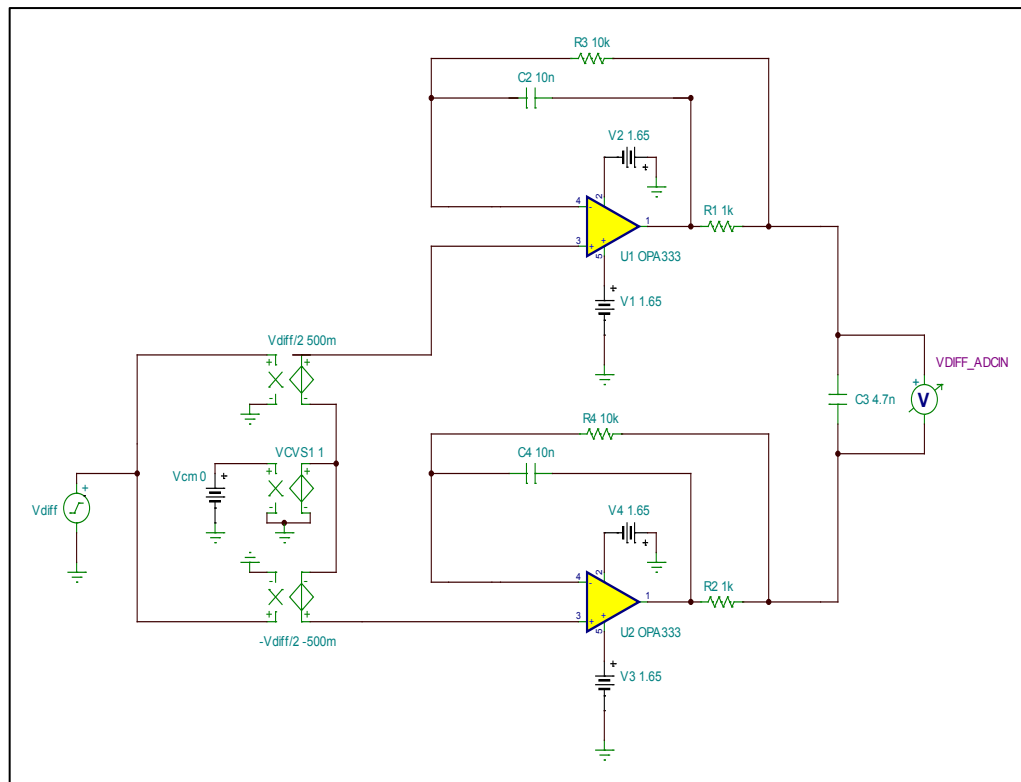 R3 10k
C2 10n
V2 1.65
+
2
4
-
1
R1 1k
3
+
+
5
U1 OPA333
+
V1 1.65
Vdiff/2 500m
+
+
-
-
VDIFF_ADCIN
+
V
C3 4.7n
R4 10k
C4 10n
VCVS1 1
Vcm 0
+
+
+
-
-
Vdiff
+
V4 1.65
+
2
4
-
1
R2 1k
-
-
+
+
3
+
+
5
U2 OPA333
-Vdiff/2 -500m
+
V3 1.65